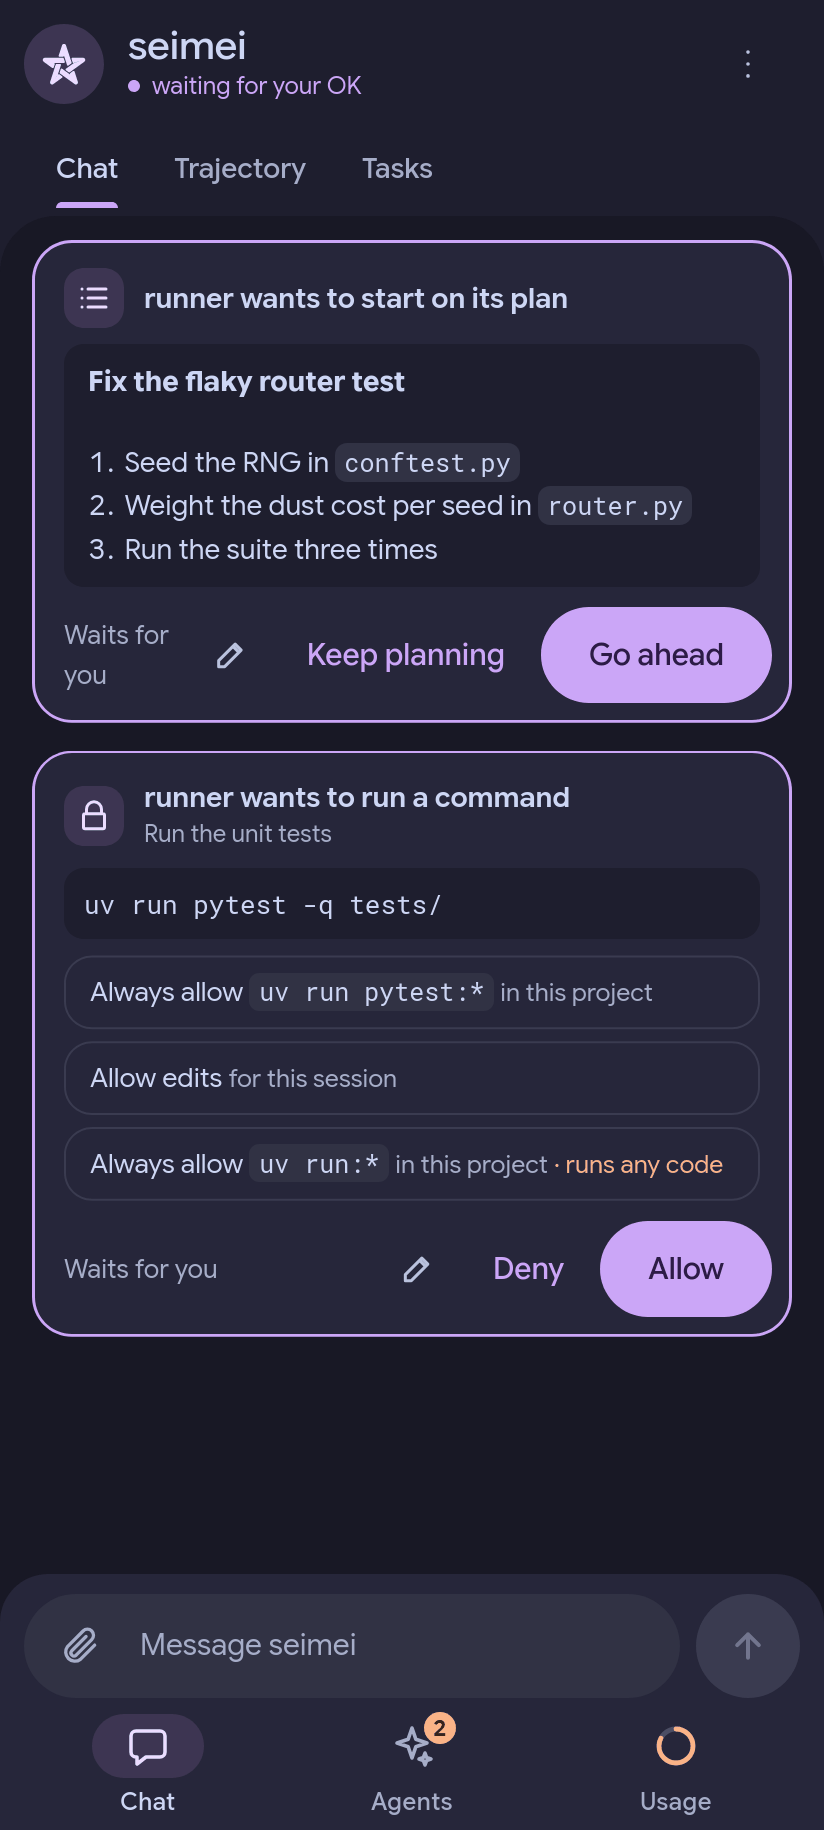 seimei
waiting for your OK
Chat
Trajectory
Tasks
runner wants to start on its plan
Fix the flaky router test
1. Seed the RNG in conftest.py
2. Weight the dust cost per seed in router.py
3. Run the suite three times
Waits for
you
Keep planning
Go ahead
runner wants to run a command
Run the unit tests
uv run pytest -q tests/
Always allow uv run pytest:* in this project
Allow edits for this session
Always allow uv run:* in this project · runs any code
Waits for you
Deny
Allow
Message seimei
2
Chat
Agents
Usage